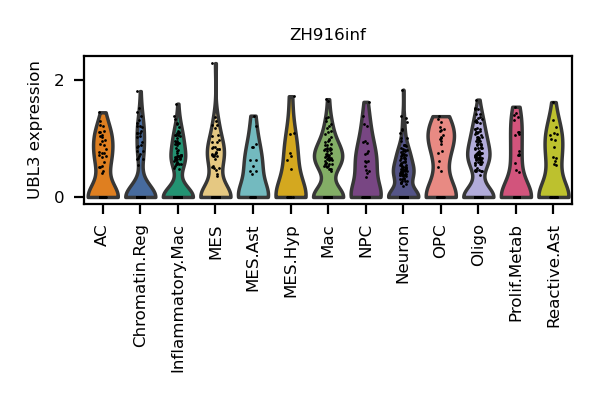 ZH916inf
UBL3 expression
2
0
AC
Chromatin.Reg
Inflammatory.Mac
MES
MES.Ast
MES.Hyp
Mac
NPC
Neuron
OPC
Oligo
Prolif.Metab
Reactive.Ast